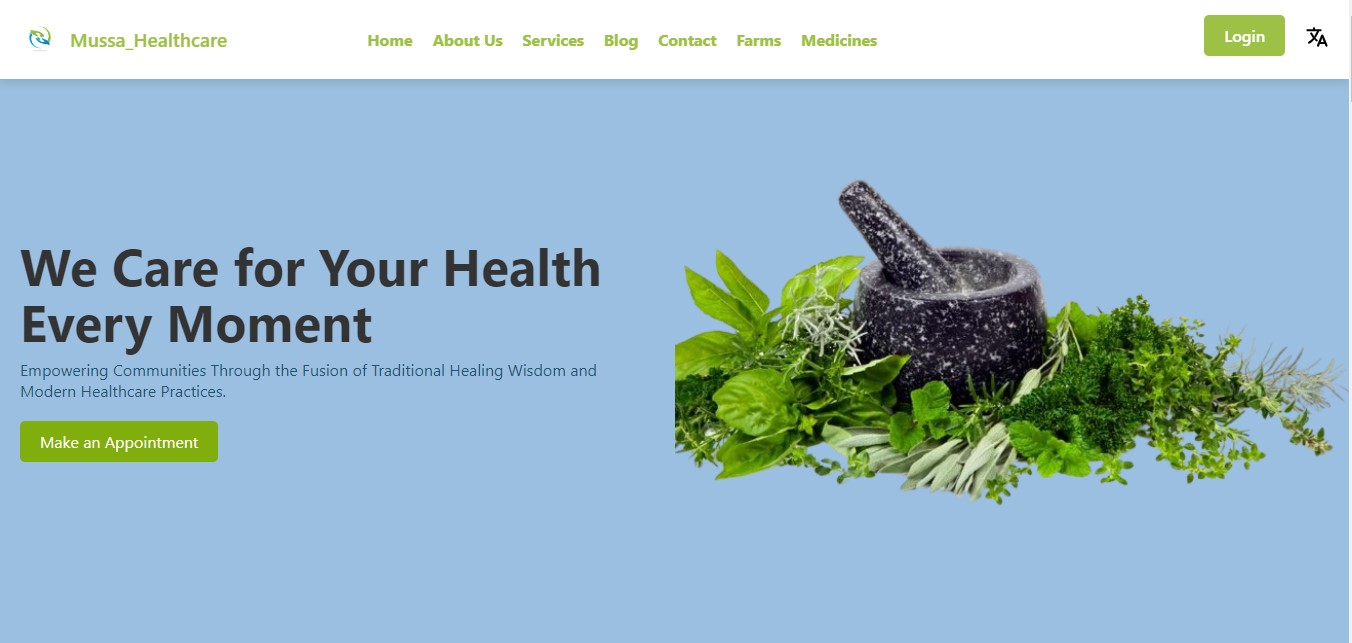 Mussa_Healthcare
Home About Us Services Blog Contact Farms Medicines
Login
We Care for Your Health
Every Moment
Empowering Communities Through the Fusion of Traditional Healing Wisdom and
Modern Healthcare Practices.
Make an Appointment